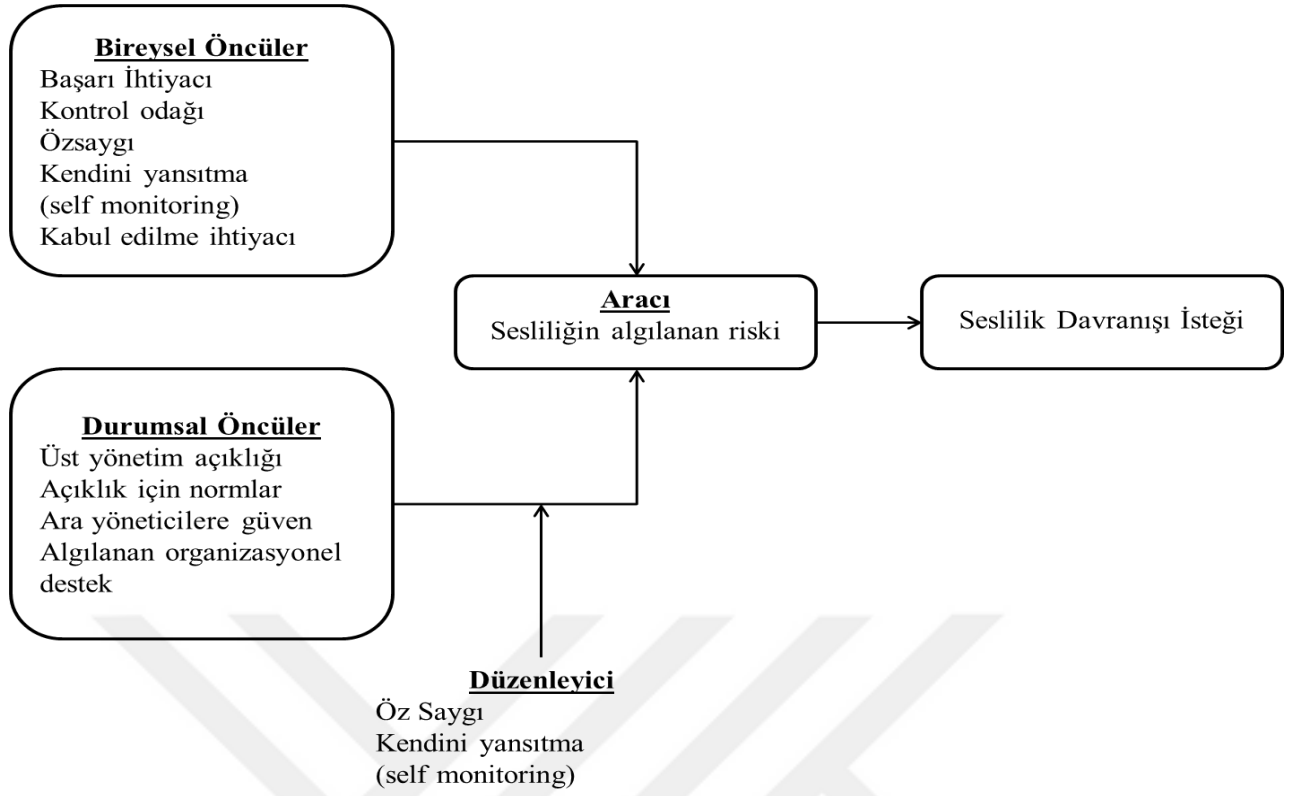 Bireysel Öncüler
Başarı İhtiyacı
Kontrol odağı
Özsaygı
Kendini yansıtma
(self monitoring)
Kabul edilme ihtiyacı
Aracı
Sesliliğin algılanan riski
Seslilik Davranışı İsteği
Durumsal Öncüler
Üst yönetim açıklığı
Açıklık için normlar
Ara yöneticilere güven
Algılanan organizasyonel
destek
Düzenleyici
Öz Saygı
Kendini yansıtma
(self monitoring)